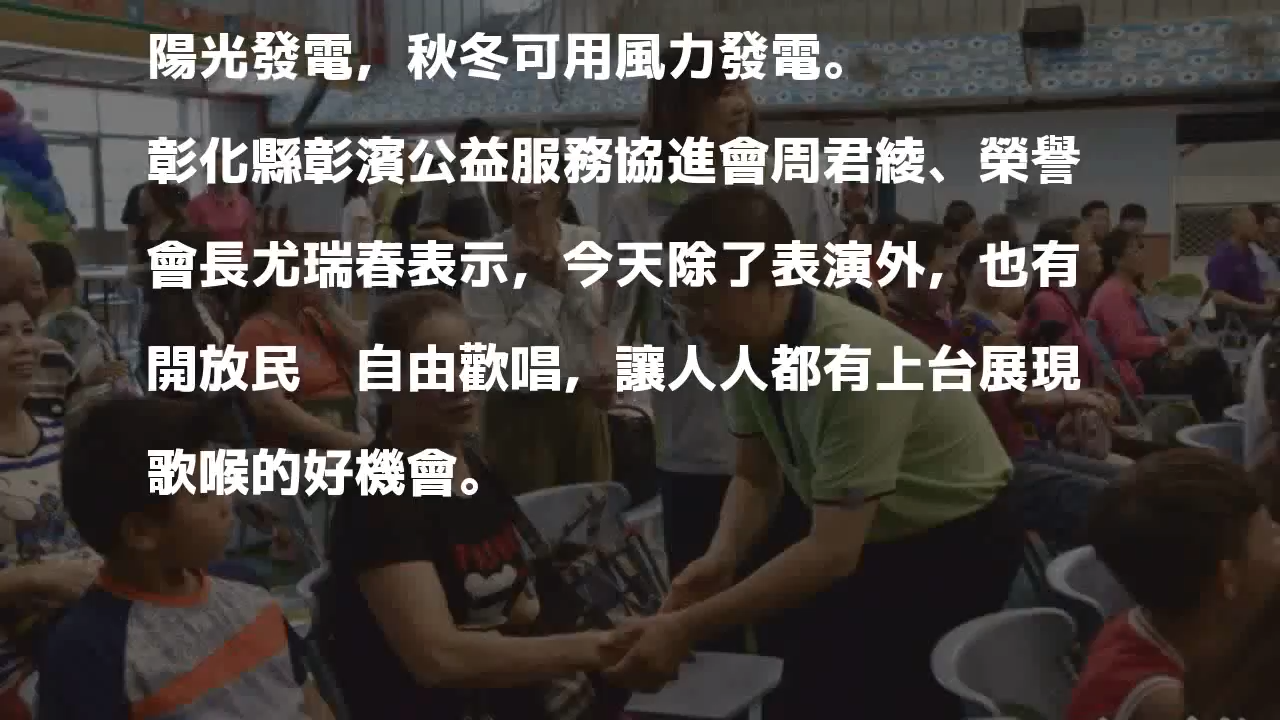 陽光發電，秋冬可用風力發電。
彰化縣彰濱公益服務協進會周君綾、榮譽
會長尤瑞春表示，今天除了表演外，也有
開放民　自由歡唱，讓人人都有上台展現
歌喉的好機會。